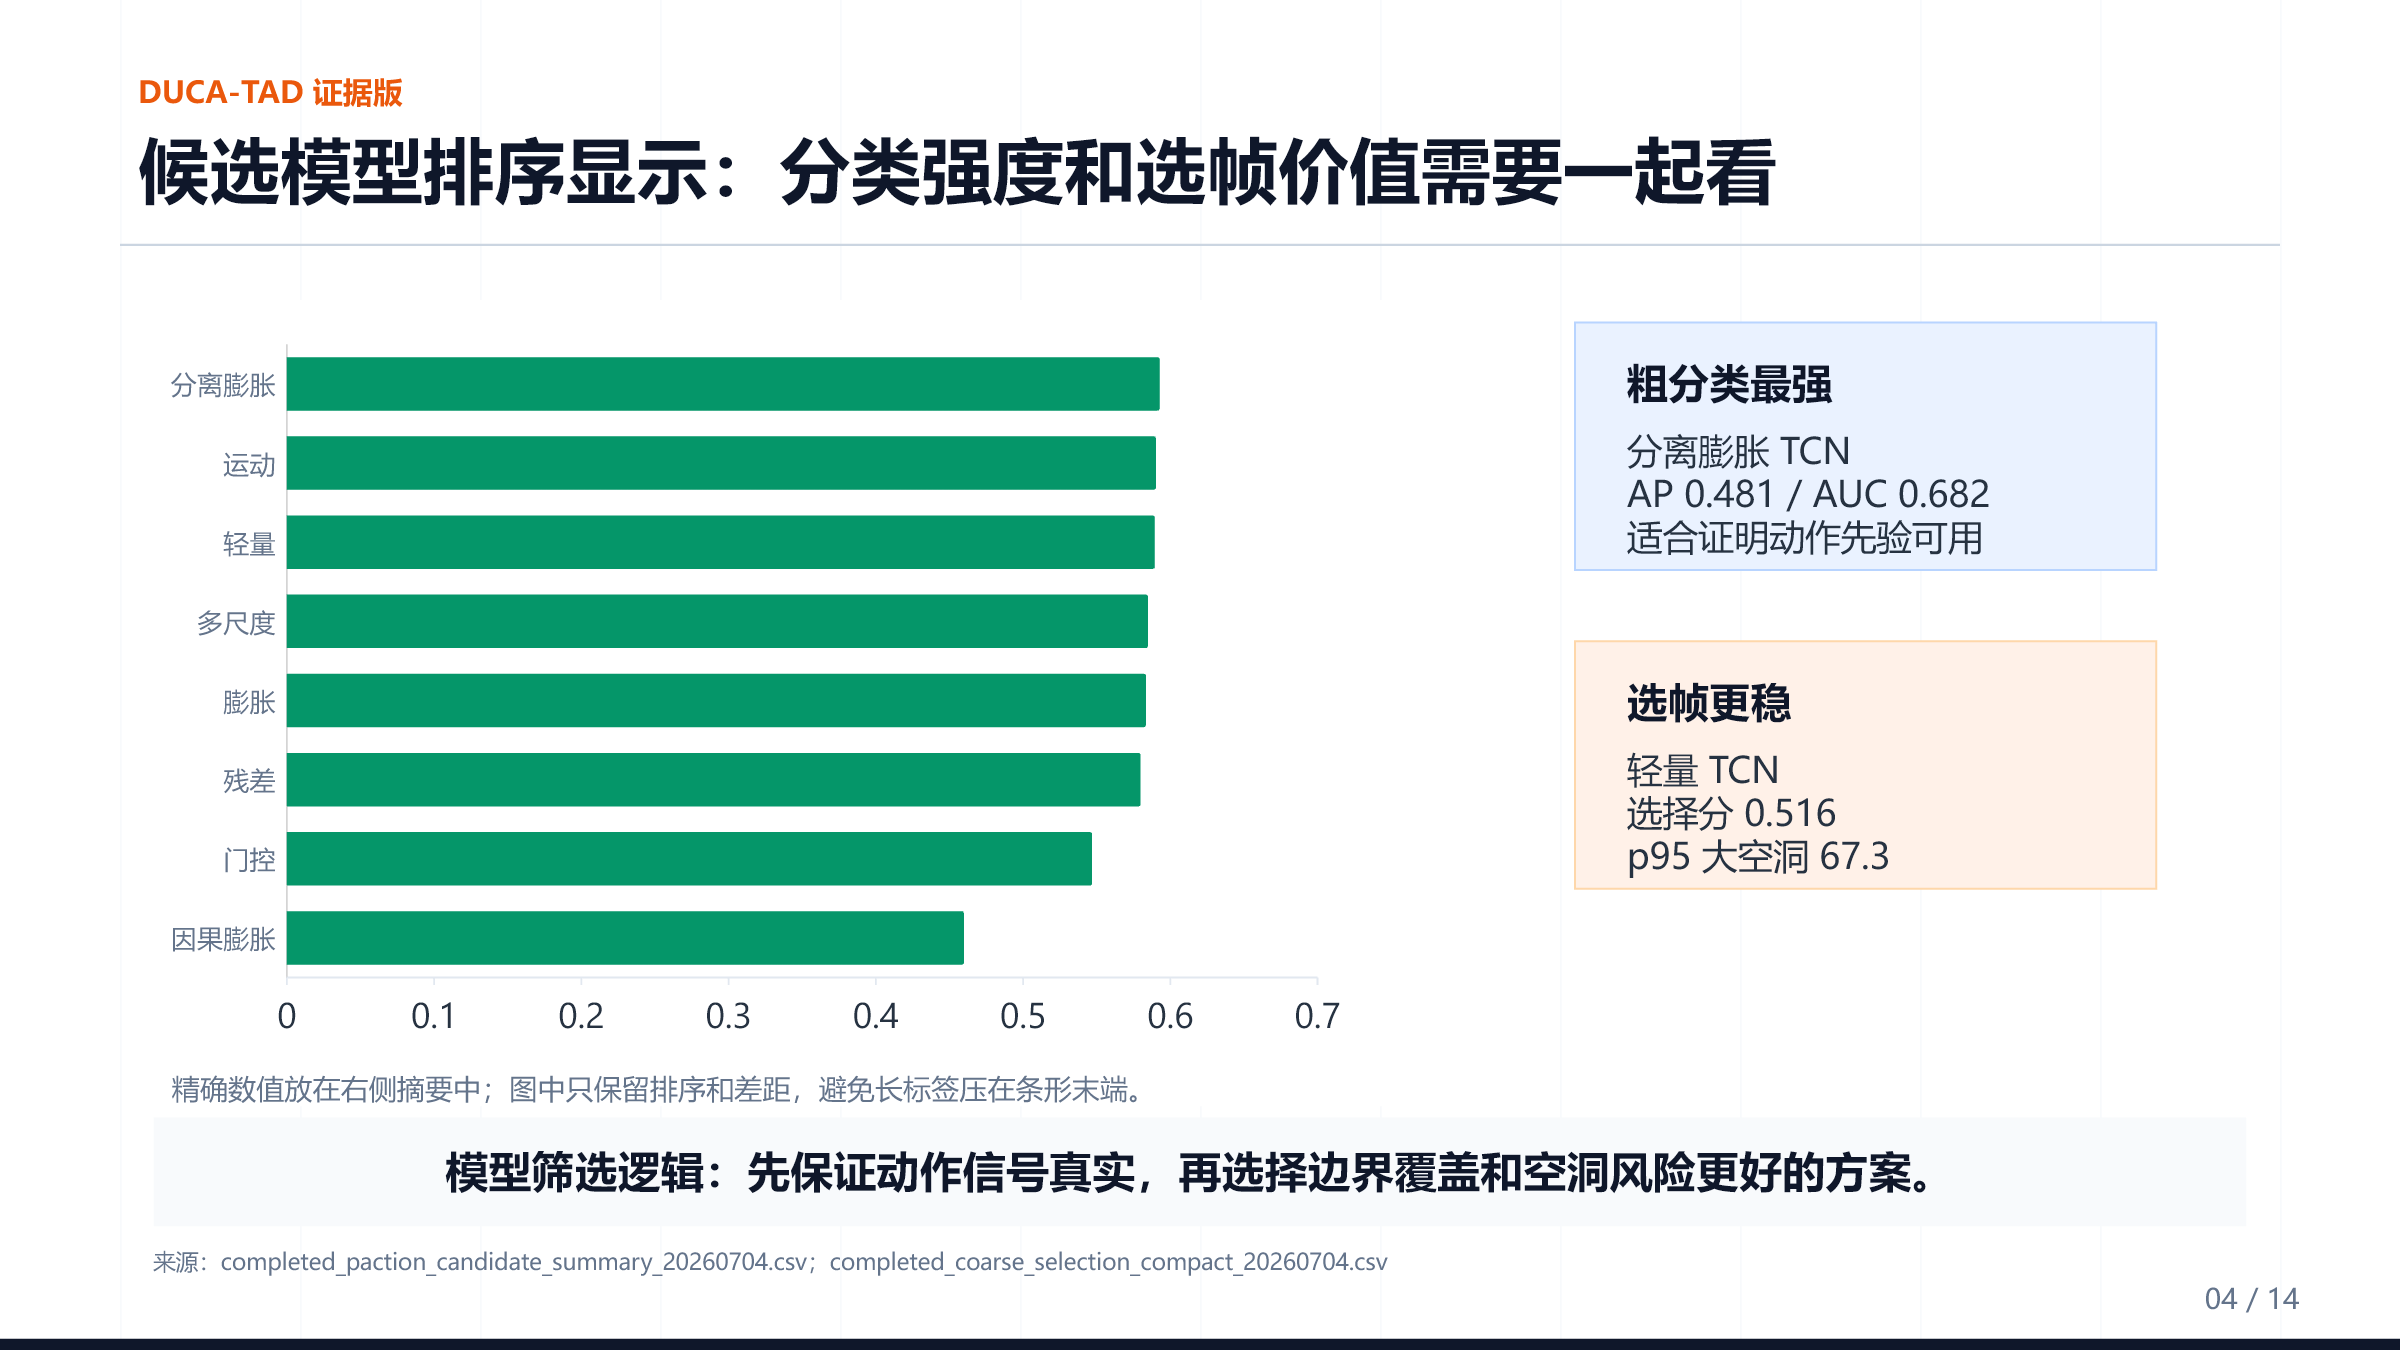 DUCA-TAD 证据版
候选模型排序显示：分类强度和选帧价值需要一起看
分离膨胀
运动
轻量
多尺度
膨胀
残差
门控
因果膨胀
0 0.1 0.2 0.3 0.4 0.5 0.6 0.7
精确数值放在右侧摘要中；图中只保留排序和差距，避免长标签压在条形末端。
粗分类最强
分离膨胀 TCN
AP 0.481 / AUC 0.682
适合证明动作先验可用
选帧更稳
轻量 TCN
选择分 0.516
p95 大空洞 67.3
模型筛选逻辑：先保证动作信号真实，再选择边界覆盖和空洞风险更好的方案。
来源：completed_paction_candidate_summary_20260704.csv；completed_coarse_selection_compact_20260704.csv
04 / 14